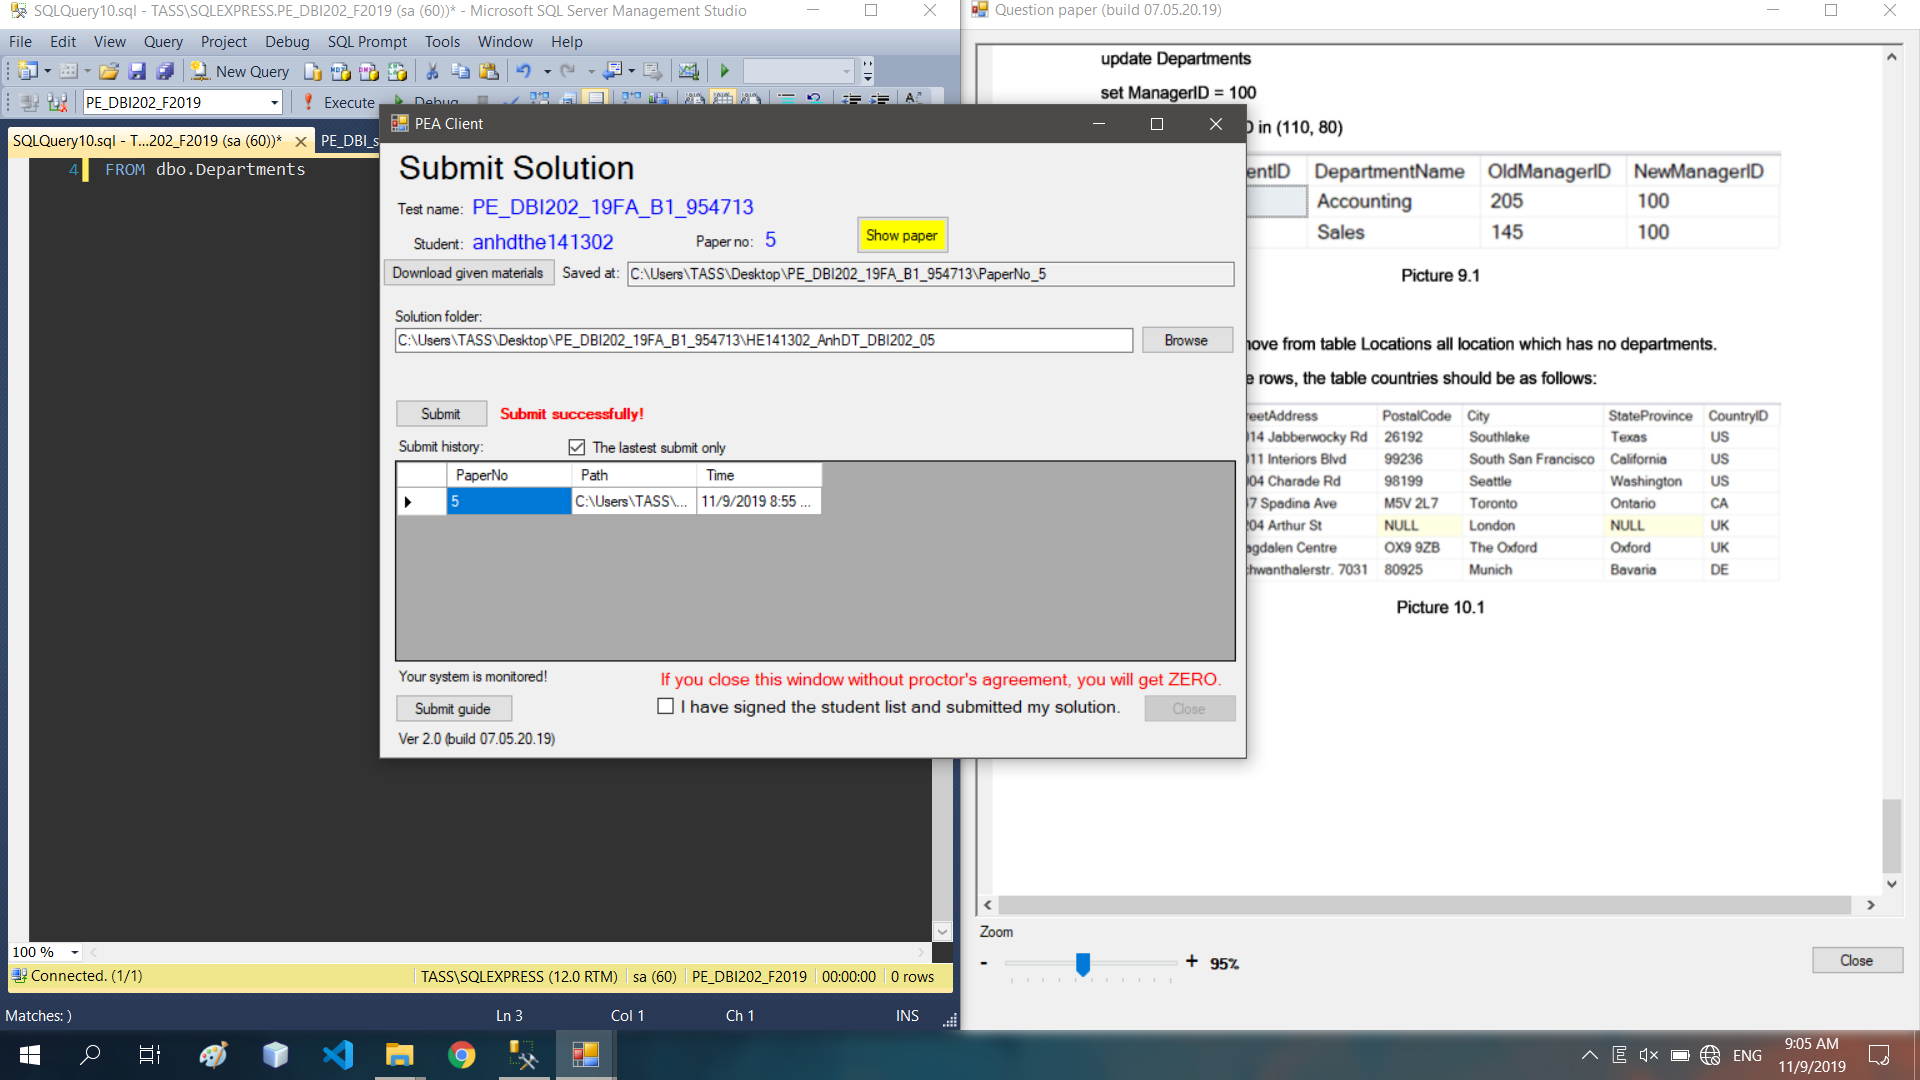 SQLQuery10.sql - TASS\SQLEXPRESS.PE_DBI202_F2019 (sa (60))* - Microsoft SQL Server Management Studio
File Edit View Query Project Debug SQL Prompt Tools Window Help
New Query
PE_DBI202_F2019 Execute Debug
SQLQuery10.sql - T...202_F2019 (sa (60))* PE_DBI_s
4 FROM dbo.Departments
100 %
Connected. (1/1) TASS\SQLEXPRESS (12.0 RTM) sa (60) PE_DBI202_F2019 00:00:00 0 rows
Matches: ) Ln 3 Col 1 Ch 1 INS
PEA Client
Submit Solution
Test name: PE_DBI202_19FA_B1_954713
Student: anhdthe141302 Paper no: 5 Show paper
Download given materials Saved at: C:\Users\TASS\Desktop\PE_DBI202_19FA_B1_954713\PaperNo_5
Solution folder:
C:\Users\TASS\Desktop\PE_DBI202_19FA_B1_954713\HE141302_AnhDT_DBI202_05 Browse
Submit Submit successfully!
Submit history: The lastest submit only
PaperNo Path Time
5 C:\Users\TASS\... 11/9/2019 8:55 ...
Your system is monitored! If you close this window without proctor's agreement, you will get ZERO.
Submit guide I have signed the student list and submitted my solution. Close
Ver 2.0 (build 07.05.20.19)
Question paper (build 07.05.20.19)
update Departments
set ManagerID = 100
D in (110, 80)
entID DepartmentName OldManagerID NewManagerID
Accounting 205 100
Sales 145 100
Picture 9.1
move from table Locations all location which has no departments.
e rows, the table countries should be as follows:
reetAddress PostalCode City StateProvince CountryID
014 Jabberwocky Rd 26192 Southlake Texas US
011 Interiors Blvd 99236 South San Francisco California US
004 Charade Rd 98199 Seattle Washington US
47 Spadina Ave M5V 2L7 Toronto Ontario CA
204 Arthur St NULL London NULL UK
agdalen Centre OX9 9ZB The Oxford Oxford UK
hwanthalerstr. 7031 80925 Munich Bavaria DE
Picture 10.1
Zoom
- + 95% Close
ENG 9:05 AM
11/9/2019